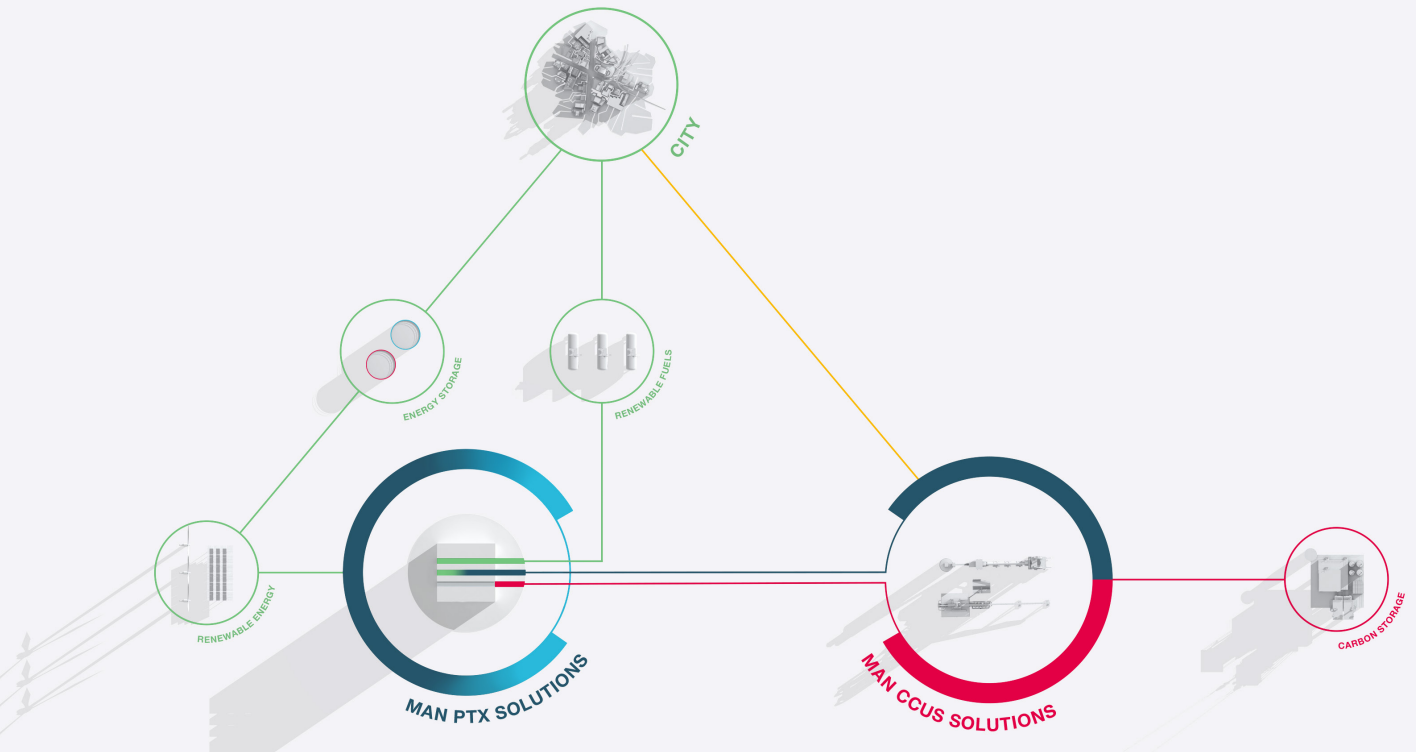 CITY
ENERGY STORAGE
RENEWABLE FUELS
RENEWABLE ENERGY
MAN PTX SOLUTIONS
MAN CCUS SOLUTIONS
CARBON STORAGE